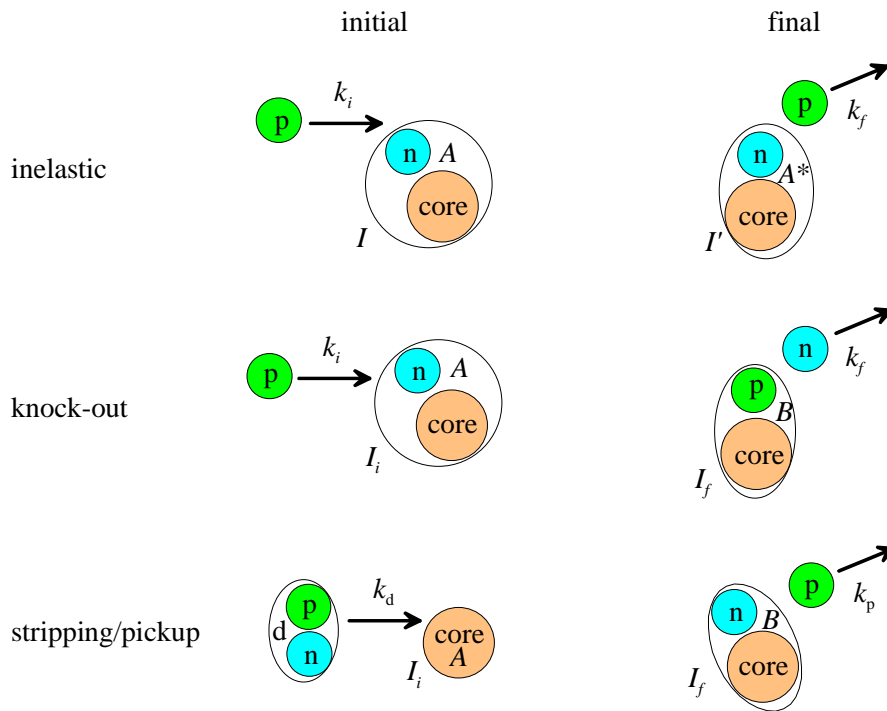 initial final
inelastic
p
k_i
n A
core
I
p
k_f
n
A*
core
I'
knock-out
p
k_i
n A
core
I_i
n
k_f
p
B
core
I_f
stripping/pickup
p
d
n
k_d
core
A
I_i
p
k_p
n
B
core
I_f